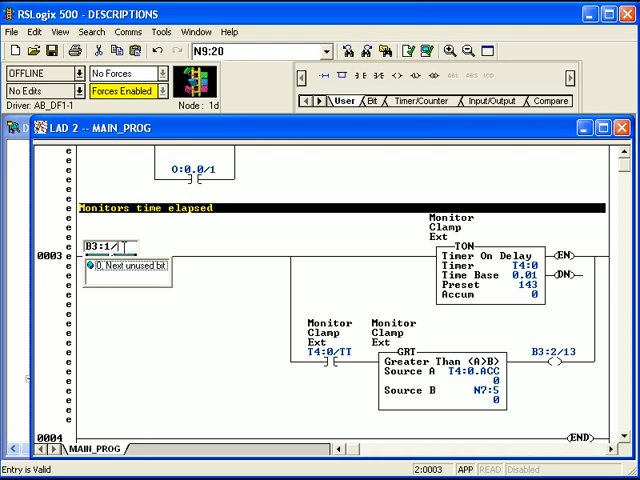 RSLogix 500 - DESCRIPTIONS
File Edit View Search Comms Tools Window Help
N9:20
OFFLINE No Forces
No Edits Forces Enabled
Driver: AB_DF1-1 Node : 1d
ABL ABS
User Bit Timer/Counter Input/Output Compare
LAD 2 -- MAIN_PROG
e
e
e
O:0.0/1
e
e
Monitors time elapsed
Monitor
Clamp
Ext
B3:1/
0003
0, Next unused bit
TON
Timer On Delay
Timer T4:0
Time Base 0.01
Preset 143
Accum 0
EN
DN
Monitor Monitor
Clamp Clamp
Ext Ext
T4:0/TT
GRT
Greater Than (A>B)
Source A T4:0.ACC
0
Source B N7:5
0
B3:2/13
0004
END
MAIN_PROG
Entry is Valid
2:0003 APP READ Disabled